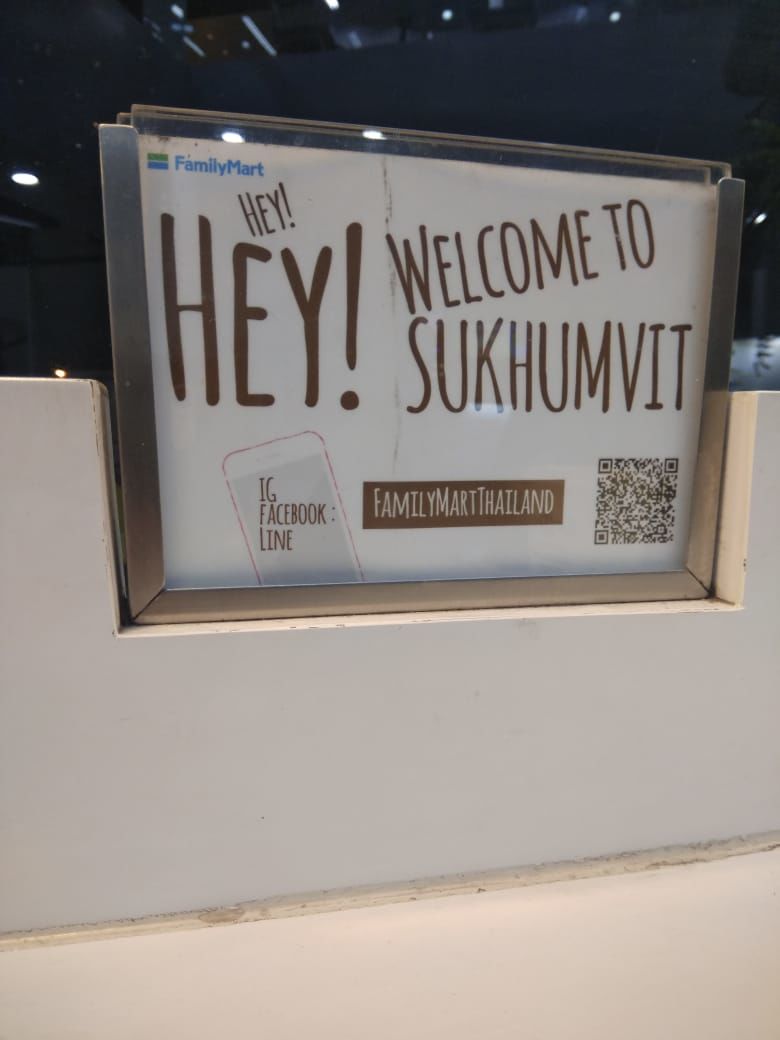 FamilyMart
HEY!
HEY!
WELCOME TO
SUKHUMVIT
IG
FACEBOOK :
LINE
FAMILYMARTTHAILAND